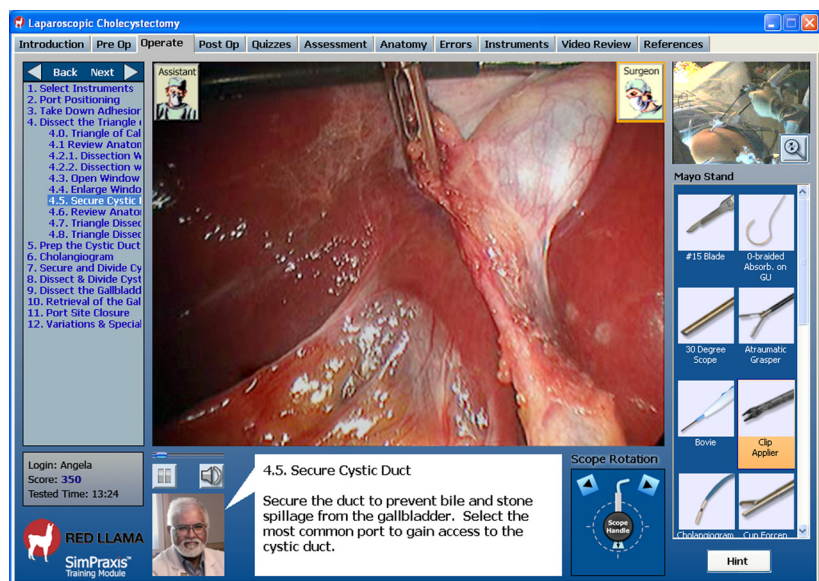 Laparoscopic Cholecystectomy
Introduction Pre Op Operate Post Op Quizzes Assessment Anatomy Errors Instruments Video Review References
Back Next
1. Select Instruments
2. Port Positioning
3. Take Down Adhesion
4. Dissect the Triangle
4.0. Triangle of Cal
4.1 Review Anaton
4.2.1. Dissection W
4.2.2. Dissection w
4.3. Open Window
4.4. Enlarge Windo
4.5. Secure Cystic
4.6. Review Anato
4.7. Triangle Dissec
4.8. Triangle Dissec
5. Prep the Cystic Duct
6. Cholangiogram
7. Secure and Divide Cy
8. Dissect & Divide Cyst
9. Dissect the Gallbladd
10. Retrieval of the Gal
11. Port Site Closure
12. Variations & Special
Assistant
Surgeon
Mayo Stand
#15 Blade
0-braided
Absorb. on
GU
30 Degree
Scope
Atraumatic
Grasper
Bovie
Clip
Applier
Cholangiogram
Cup Forcep
Login: Angela
Score: 350
Tested Time: 13:24
RED LLAMA
SimPraxis™
Training Module
4.5. Secure Cystic Duct
Secure the duct to prevent bile and stone
spillage from the gallbladder. Select the
most common port to gain access to the
cystic duct.
Scope Rotation
Scope
Handle
Hint